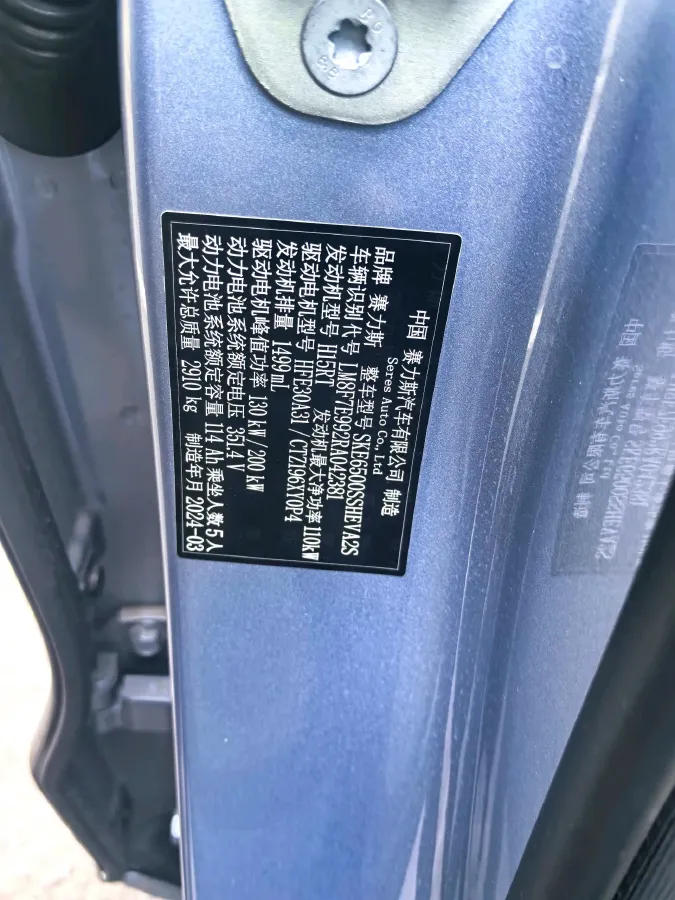 中国 赛力斯汽车有限公司 制造
Seres Auto Co., Ltd
品牌 赛力斯 整车型号 SKE6500SSHEVA2S
车辆识别代号 LM8F7E992RA042381
发动机型号 H15RT 发动机最大净功率 110kW
驱动电机型号 HFE30A31 CTZL96XY0P4
发动机排量 1499 mL
驱动电机峰值功率 130 kW 200 kW
动力电池系统额定电压 351.4 V
动力电池系统额定容量 114 Ah 乘坐人数 5人
最大允许总质量 2910 kg 制造年月 2024-03